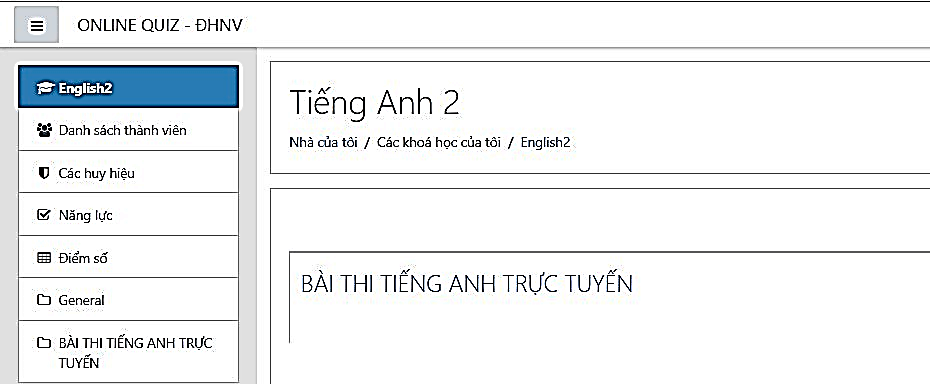 ONLINE QUIZ - ĐHNV
English2
Danh sách thành viên
Các huy hiệu
Năng lực
Điểm số
General
BÀI THI TIẾNG ANH TRỰC
TUYẾN
Tiếng Anh 2
Nhà của tôi / Các khoá học của tôi / English2
BÀI THI TIẾNG ANH TRỰC TUYẾN